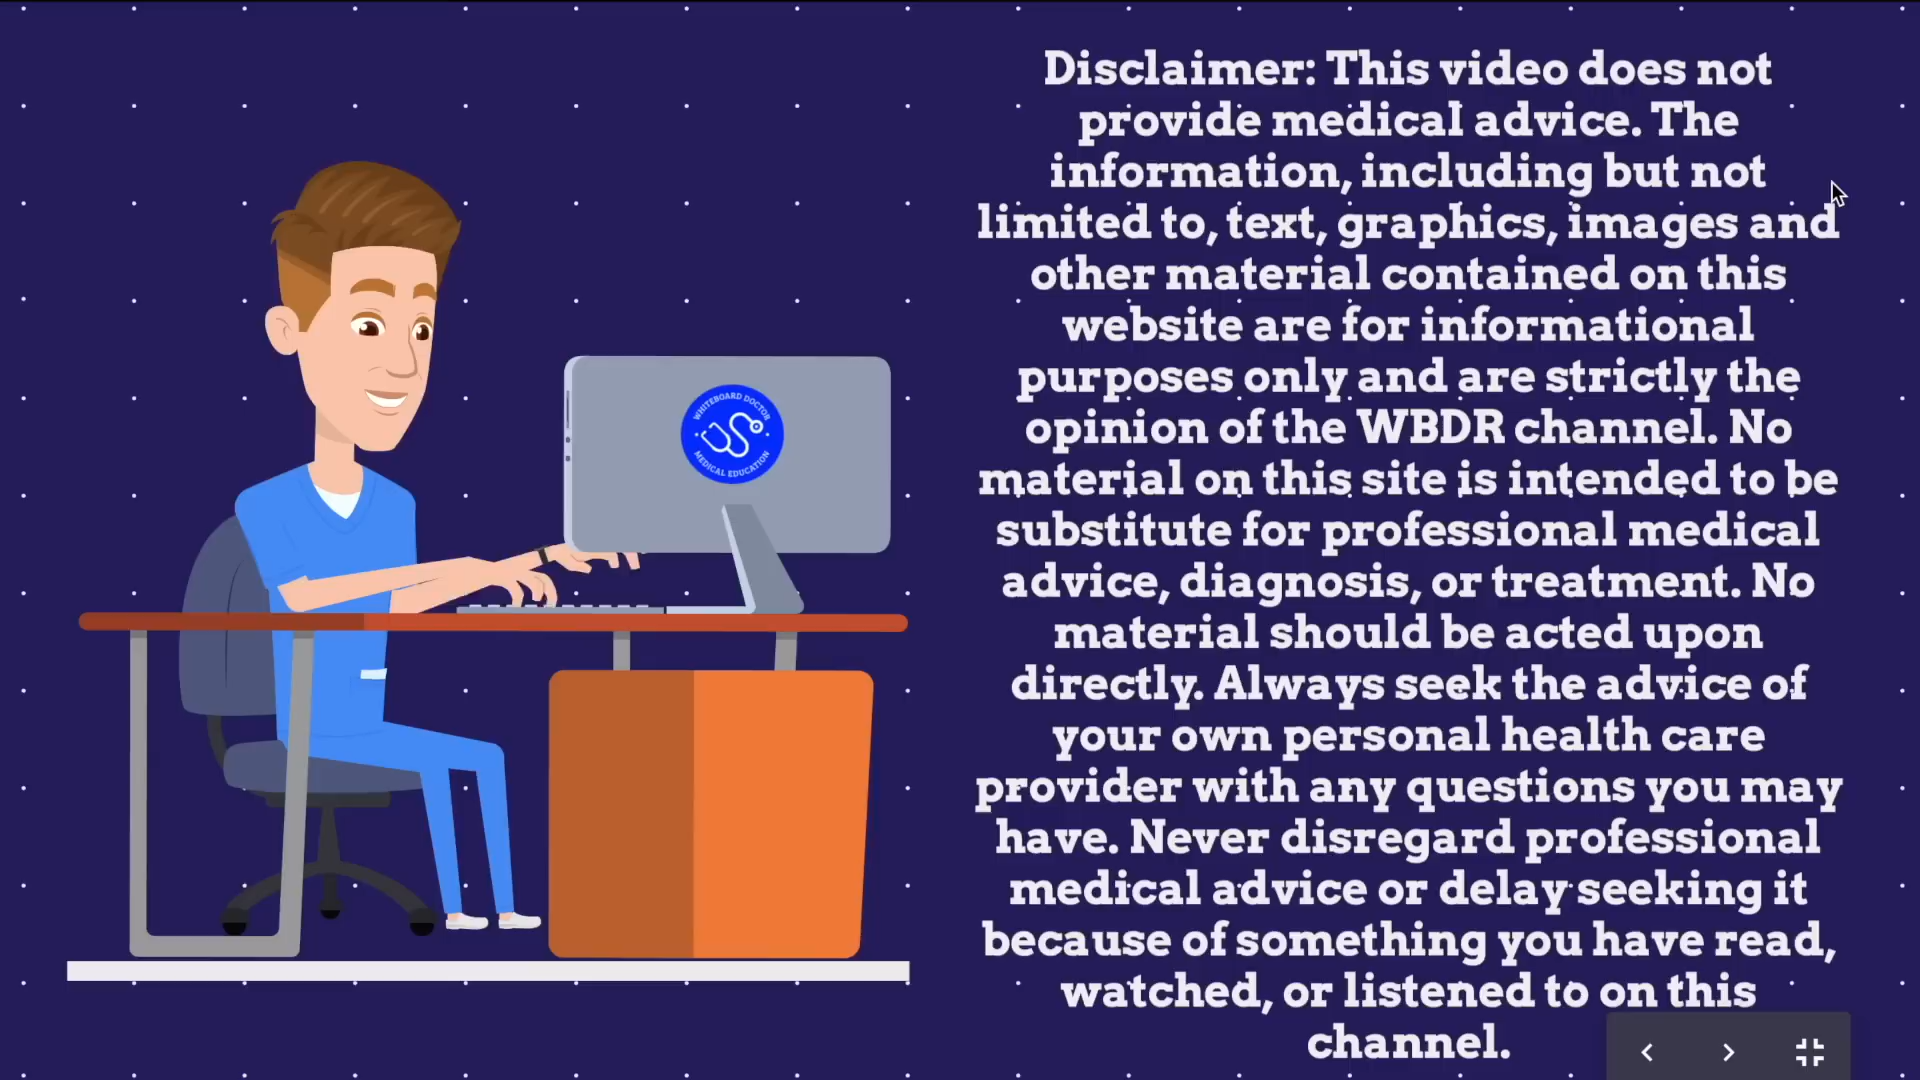 Disclaimer: This video does not
provide medical advice. The
information, including but not
limited to, text, graphics, images and
other material contained on this
website are for informational
purposes only and are strictly the
opinion of the WBDR channel. No
material on this site is intended to be
substitute for professional medical
advice, diagnosis, or treatment. No
material should be acted upon
directly. Always seek the advice of
your own personal health care
provider with any questions you may
have. Never disregard professional
medical advice or delay seeking it
because of something you have read,
watched, or listened to on this
channel.
WHITEBOARD DOCTOR
MEDICAL EDUCATION